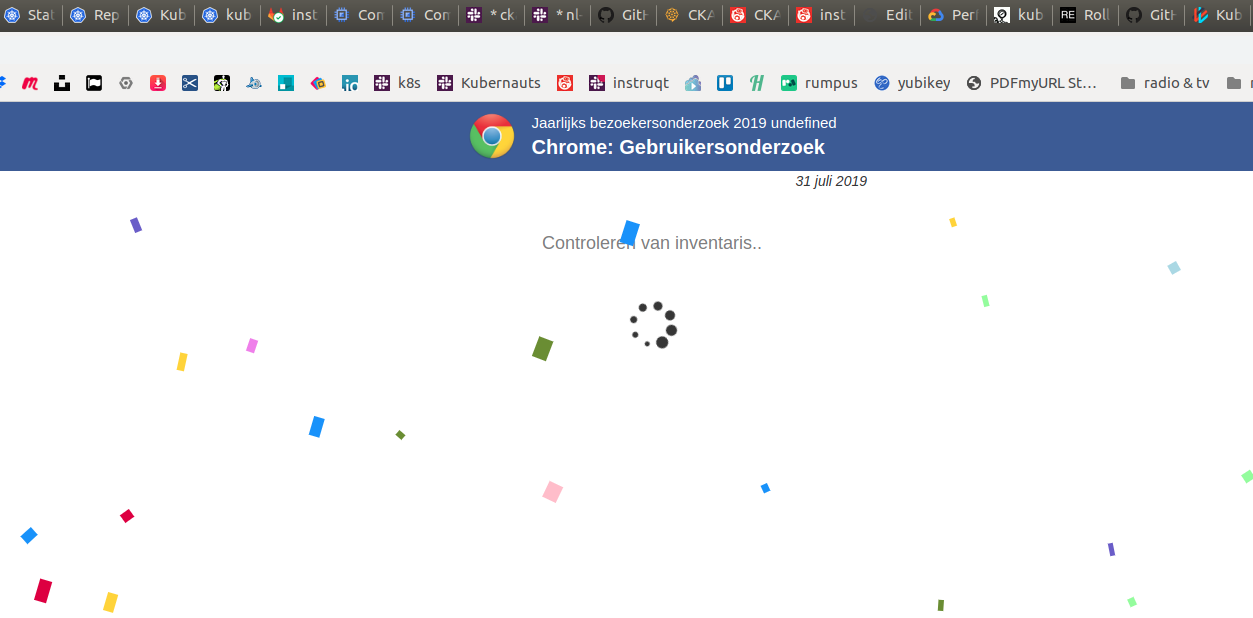 Stat Rep Kub kub inst Con Con * ck * nl- GitH CKA CKA inst Edit Perf kub RE Roll GitH Kub
k8s Kubernauts instruqt rumpus yubikey PDFmyURL St... radio & tv
Jaarlijks bezoekersonderzoek 2019 undefined
Chrome: Gebruikersonderzoek
31 juli 2019
Controleren van inventaris..